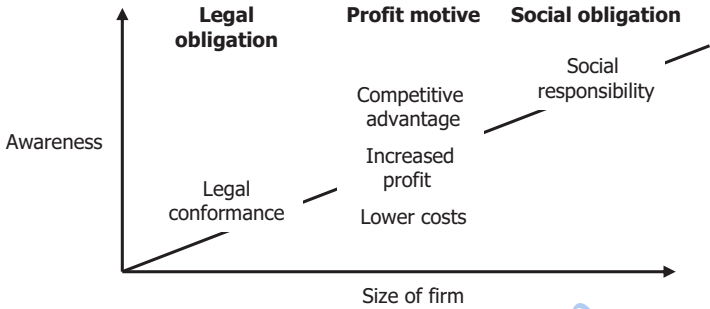 Legal
obligation
Profit motive
Social obligation
Social
responsibility
Competitive
advantage
Awareness
Increased
profit
Legal
conformance
Lower costs
Size of firm